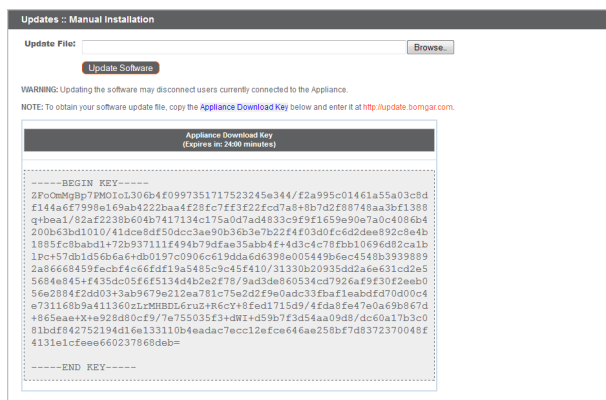 Updates :: Manual Installation
Update File:
Browse..
Update Software
WARNING: Updating the software may disconnect users currently connected to the Appliance.
NOTE: To obtain your software update file, copy the Appliance Download Key below and enter it at http://update.bomgar.com.
Appliance Download Key
(Expires in: 24:00 minutes)
-----BEGIN KEY-----
ZFoOmMgBp7PMOIoL306b4f0997351717523245e344/f2a995c01461a55a03c8d
f144a6f7998e169ab4222baa4f28fc7ff3f22fcd7a8+8b7d2f88748aa3bf1388
q+bea1/82af2238b604b7417134c175a0d7ad4833c9f9f1659e90e7a0c4086b4
200b63bd1010/41dce8df50dcc3ae90b36b3e7b22f4f03d0fc6d2dee892c8e4b
1885fc8babd1+72b937111f494b79dfae35abb4f+4d3c4c78fbb10696d82ca1b
1Pc+57db1d56b6a6+db0197c0906c619dda6d6398e005449b6ec4548b3939889
2a86668459fecbf4c66fdf19a5485c9c45f410/31330b20935dd2a6e631cd2e5
5684e845+f435dc05f6f5134d4b2e2f78/9ad3de860534cd7926af9f30f2eeb0
56e2884f2dd03+3ab9679e212ea781c75e2d2f9e0adc33fbaf1eabdfd70d00c4
e731168b9a411360zLrMHBDL6ruZ+R6cY+8fed1715d9/4fda8fe47e0a69b867d
+865eae+X+e928d80cf9/7e755035f3+dWI+d59b7f3d54aa09d8/dc60a17b3c0
81bdf842752194d16e133110b4eadac7ecc12efce646ae258bf7d8372370048f
4131e1cfeee660237868deb=
-----END KEY-----